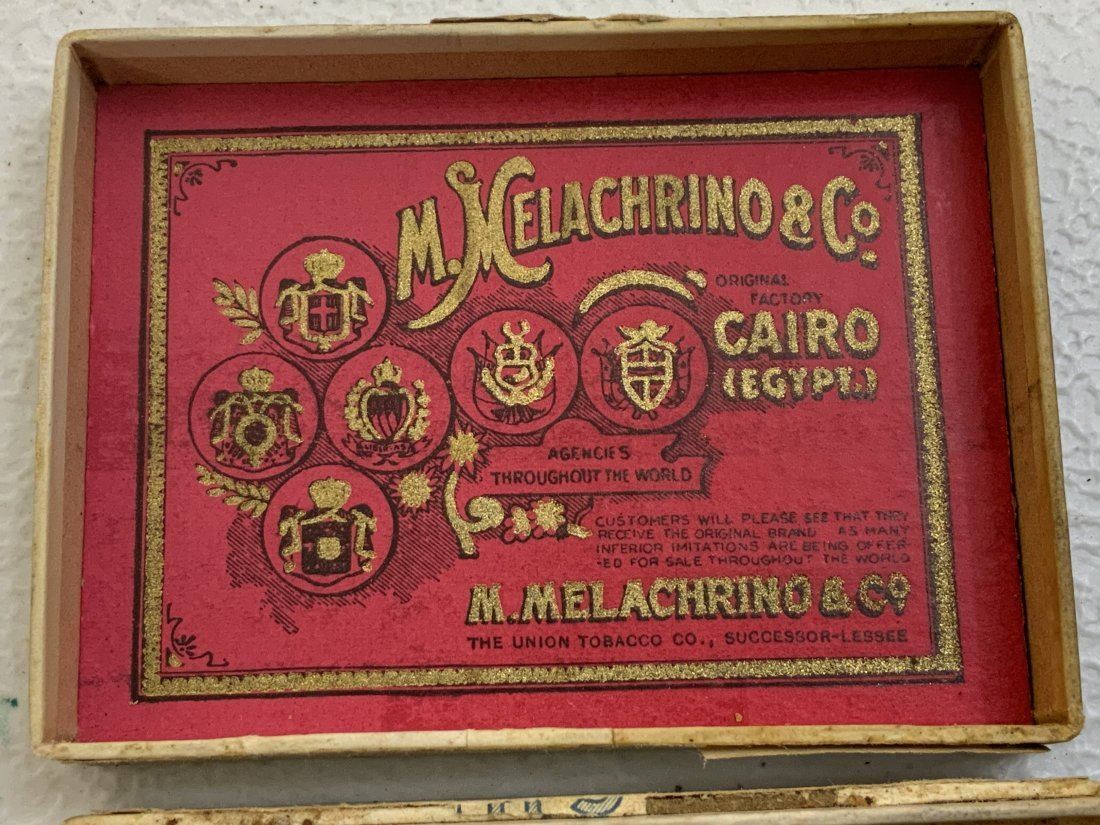 M. MELACHRINO & Co.
ORIGINAL
FACTORY
CAIRO
(EGYPT.)
AGENCIES
THROUGHOUT THE WORLD
CUSTOMERS WILL PLEASE SEE THAT THEY
RECEIVE THE ORIGINAL BRAND AS MANY
INFERIOR IMITATIONS ARE BEING OFFER-
-ED FOR SALE THROUGHOUT THE WORLD
M. MELACHRINO & Co.
THE UNION TOBACCO CO., SUCCESSOR-LESSEE